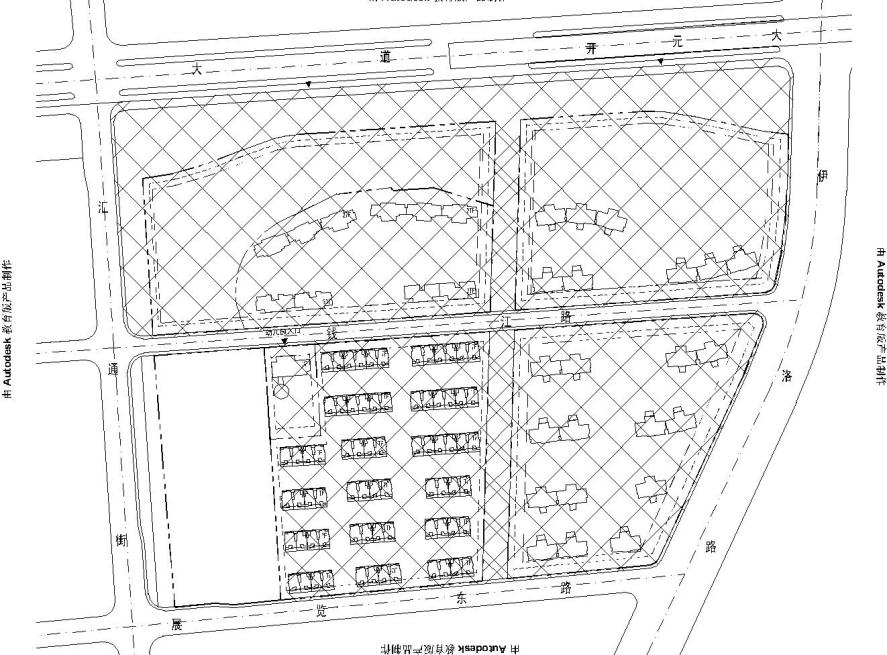 由 Autodesk 教育版产品制作
大 道 开 元 大
汇 通 街
伊 洛 路
幼儿园入口
线 江 路
展 览 东 路
由 Autodesk 教育版产品制作
由 Autodesk 教育版产品制作
由 Autodesk 教育版产品制作